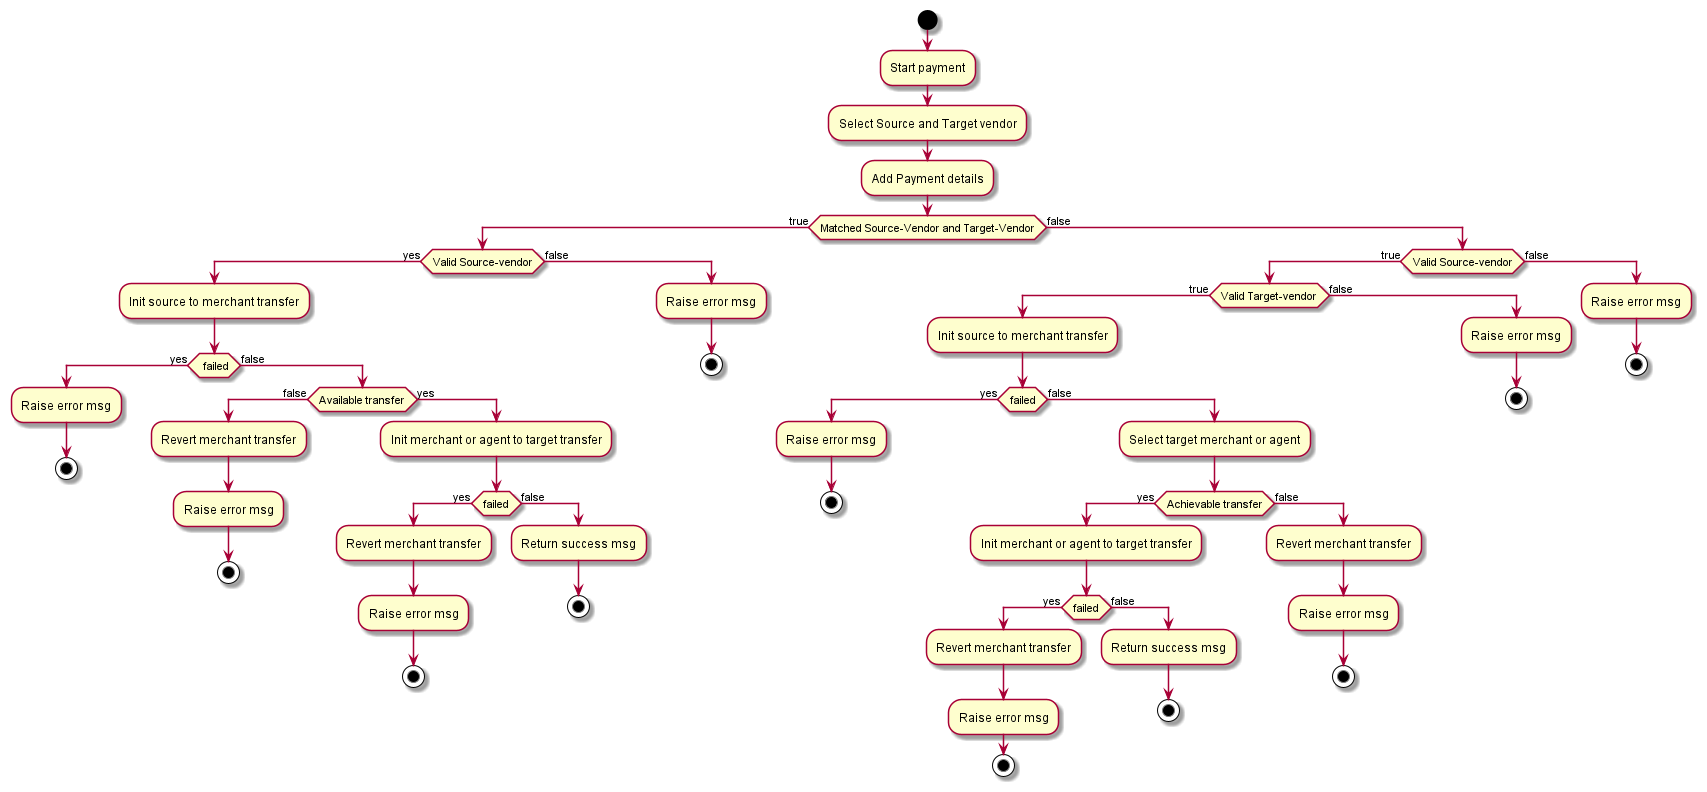 Start payment
Select Source and Target vendor
Add Payment details
true
Matched Source-Vendor and Target-Vendor
false
yes
Valid Source-vendor
false
true
Valid Source-vendor
false
Init source to merchant transfer
Raise error msg
true
Valid Target-vendor
false
Raise error msg
yes
failed
false
Init source to merchant transfer
Raise error msg
Raise error msg
false
Available transfer
yes
yes
failed
false
Revert merchant transfer
Init merchant or agent to target transfer
Raise error msg
Select target merchant or agent
Raise error msg
yes
failed
false
yes
Achievable transfer
false
Revert merchant transfer
Return success msg
Init merchant or agent to target transfer
Revert merchant transfer
Raise error msg
yes
failed
false
Raise error msg
Revert merchant transfer
Return success msg
Raise error msg